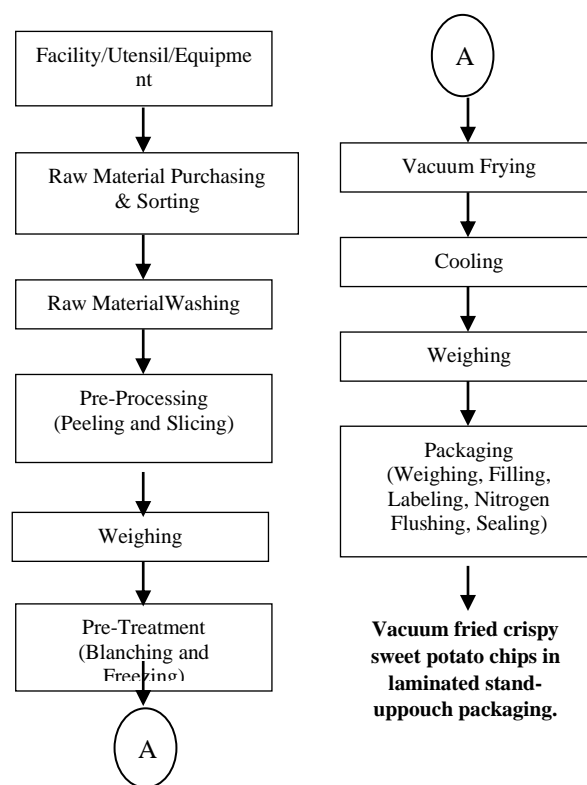 Facility/Utensil/Equipme
nt
Raw Material Purchasing
& Sorting
Raw MaterialWashing
Pre-Processing
(Peeling and Slicing)
Weighing
Pre-Treatment
(Blanching and
Freezing)
A
A
Vacuum Frying
Cooling
Weighing
Packaging
(Weighing, Filling,
Labeling, Nitrogen
Flushing, Sealing)
Vacuum fried crispy
sweet potato chips in
laminated stand-
uppouch packaging.